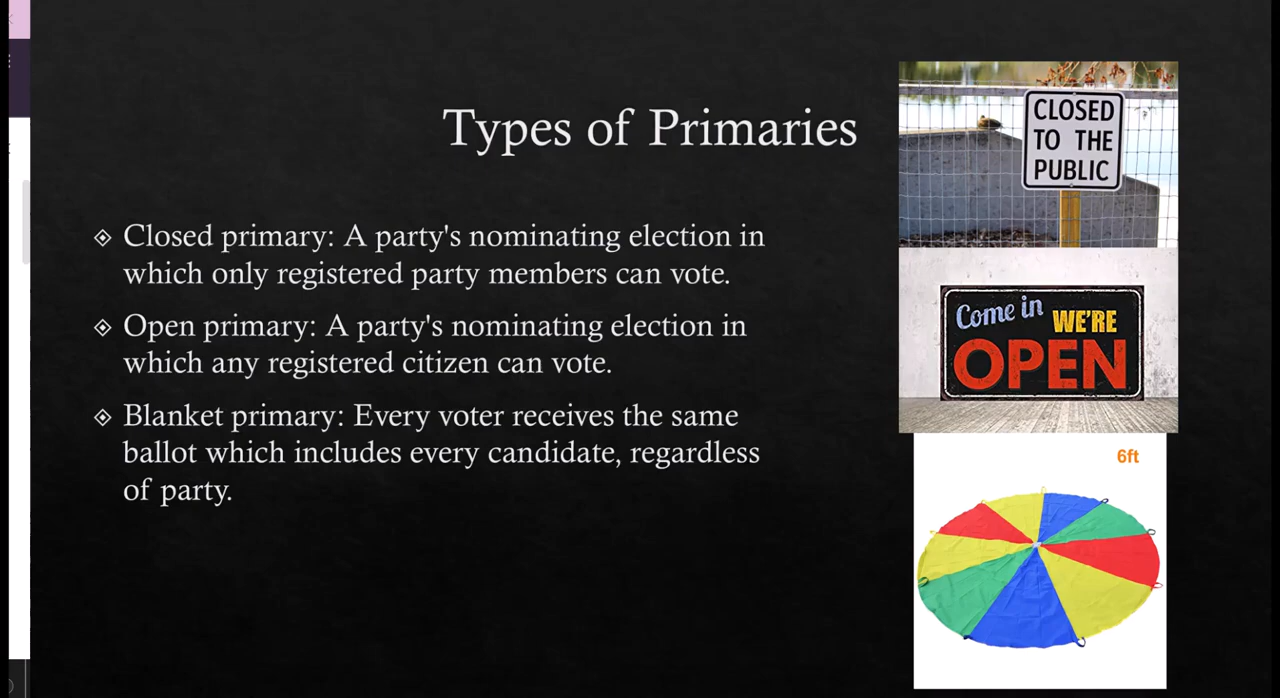 Types of Primaries
Closed primary: A party's nominating election in
which only registered party members can vote.
Open primary: A party's nominating election in
which any registered citizen can vote.
Blanket primary: Every voter receives the same
ballot which includes every candidate, regardless
of party.
CLOSED
TO THE
PUBLIC
Come in WE'RE
OPEN
6ft